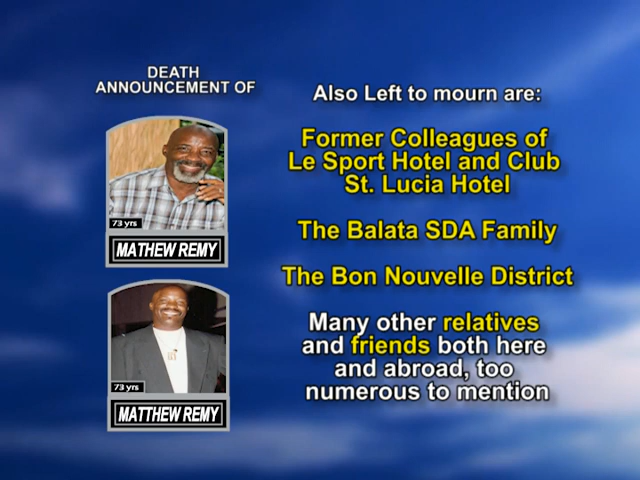 DEATH
ANNOUNCEMENT OF
73 yrs
MATHEW REMY
73 yrs
MATTHEW REMY
Also Left to mourn are:
Former Colleagues of
Le Sport Hotel and Club
St. Lucia Hotel
The Balata SDA Family
The Bon Nouvelle District
Many other relatives
and friends both here
and abroad, too
numerous to mention